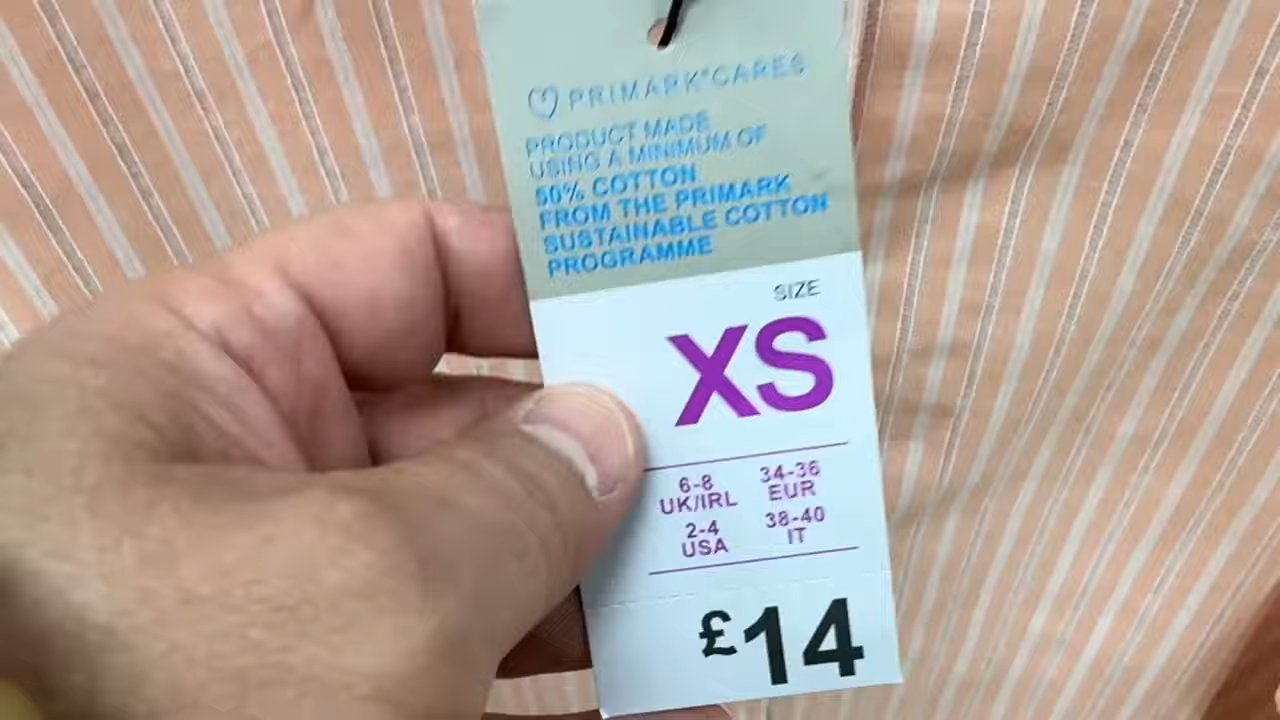 PRIMARK®CARES
PRODUCT MADE
USING A MINIMUM OF
50% COTTON
FROM THE PRIMARK
SUSTAINABLE COTTON
PROGRAMME
SIZE
XS
6-8 34-36
UK/IRL EUR
2-4 38-40
USA IT
£14